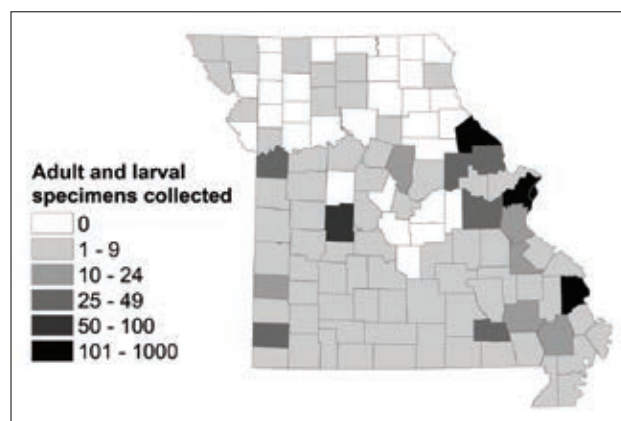 Adult and larval
specimens collected
0
1 - 9
10 - 24
25 - 49
50 - 100
101 - 1000